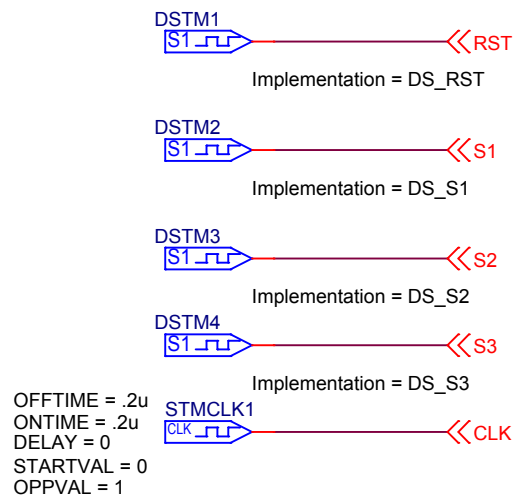 DSTM1
S1 RST
Implementation = DS_RST
DSTM2
S1 S1
Implementation = DS_S1
DSTM3
S1 S2
Implementation = DS_S2
DSTM4
S1 S3
Implementation = DS_S3
OFFTIME = .2u
ONTIME = .2u
DELAY = 0
STARTVAL = 0
OPPVAL = 1
STMCLK1
CLK CLK